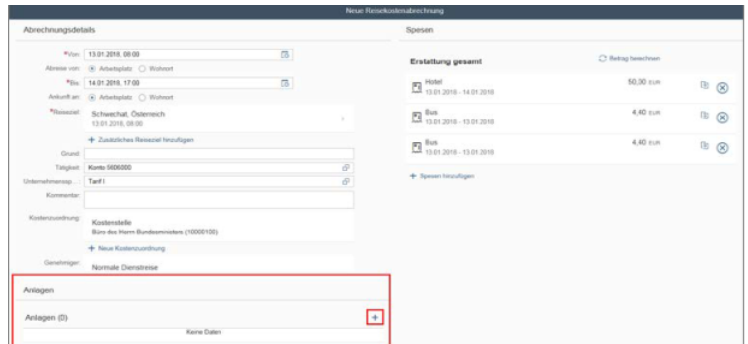 Neue Reisekostenabrechnung
Abrechnungsdetails
*Von: 13.01.2018, 08:00
Abreise von: Arbeitsplatz Wohnort
*Bis: 14.01.2018, 17:00
Ankunft an: Arbeitsplatz Wohnort
*Reiseziel: Schwechat, Österreich
13.01.2018, 08:00
+ Zusätzliches Reiseziel hinzufügen
Grund:
Tätigkeit: Konto 5606000
Unternehmenssp...: Tarif I
Kommentar:
Kostenzuordnung: Kostenstelle
Büro des Herrn Bundesministers (10000100)
+ Neue Kostenzuordnung
Genehmiger: Normale Dienstreise
Anlagen
Anlagen (0) +
Keine Daten
Spesen
Erstattung gesamt Betrag berechnen
Hotel 50,00 EUR
13.01.2018 - 14.01.2018
Bus 4,40 EUR
13.01.2018 - 13.01.2018
Bus 4,40 EUR
13.01.2018 - 13.01.2018
+ Spesen hinzufügen